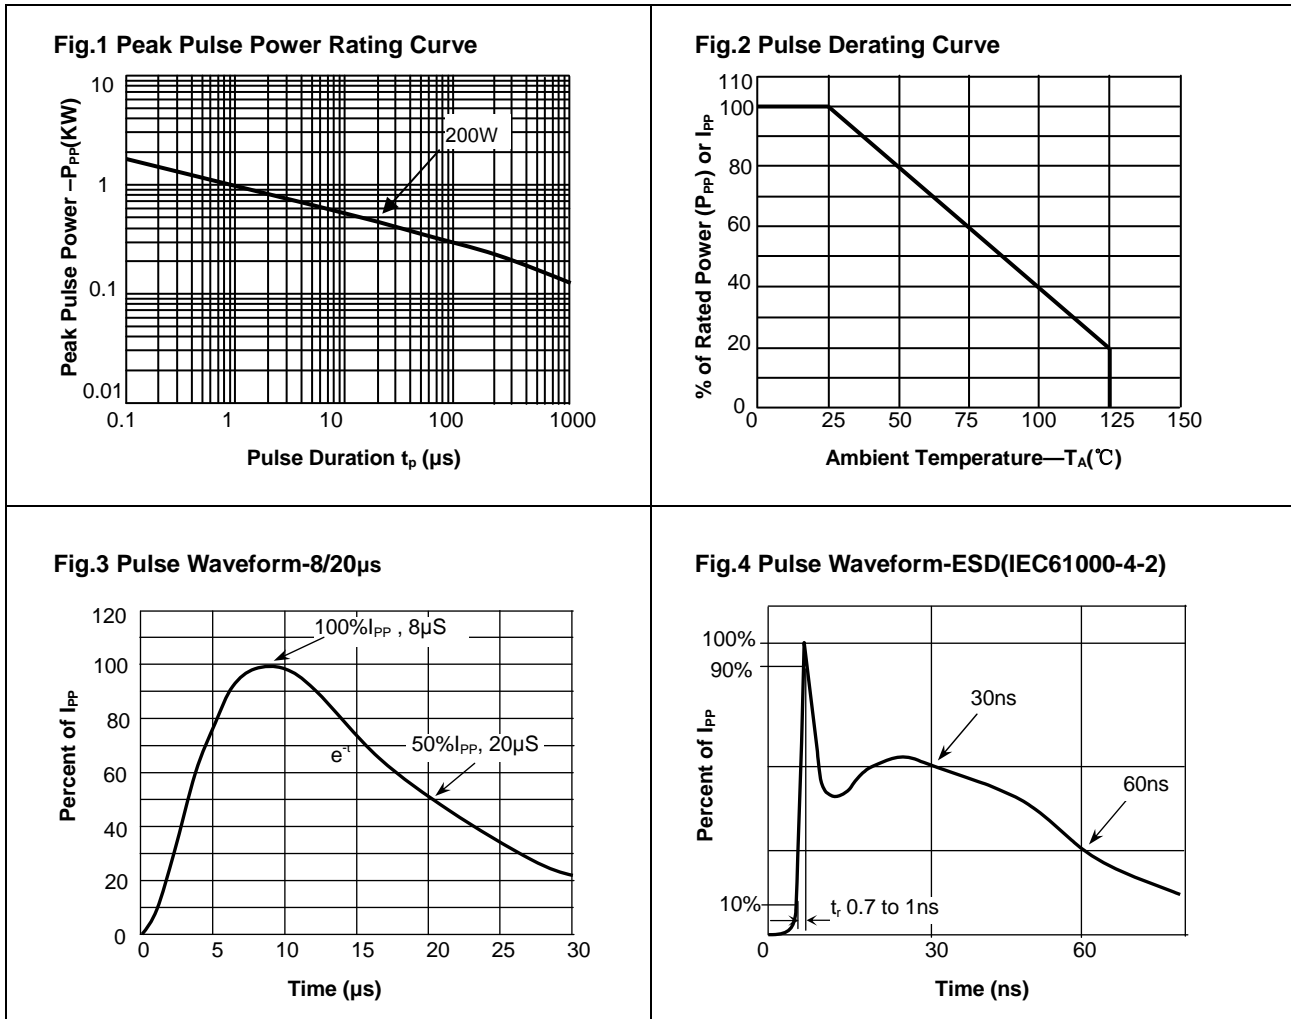 Fig.1 Peak Pulse Power Rating Curve
Peak Pulse Power –PPP(KW)
10
1
0.1
0.01
200W
0.1 1 10 100 1000
Pulse Duration tp (µs)
Fig.2 Pulse Derating Curve
% of Rated Power (PPP) or IPP
110
100
80
60
40
20
0
0 25 50 75 100 125 150
Ambient Temperature—TA(℃)
Fig.3 Pulse Waveform-8/20µs
Percent of IPP
120
100
80
60
40
20
0
100%IPP , 8µS
e-t
50%IPP, 20µS
0 5 10 15 20 25 30
Time (µs)
Fig.4 Pulse Waveform-ESD(IEC61000-4-2)
Percent of IPP
100%
90%
10%
30ns
60ns
tr 0.7 to 1ns
0 30 60
Time (ns)